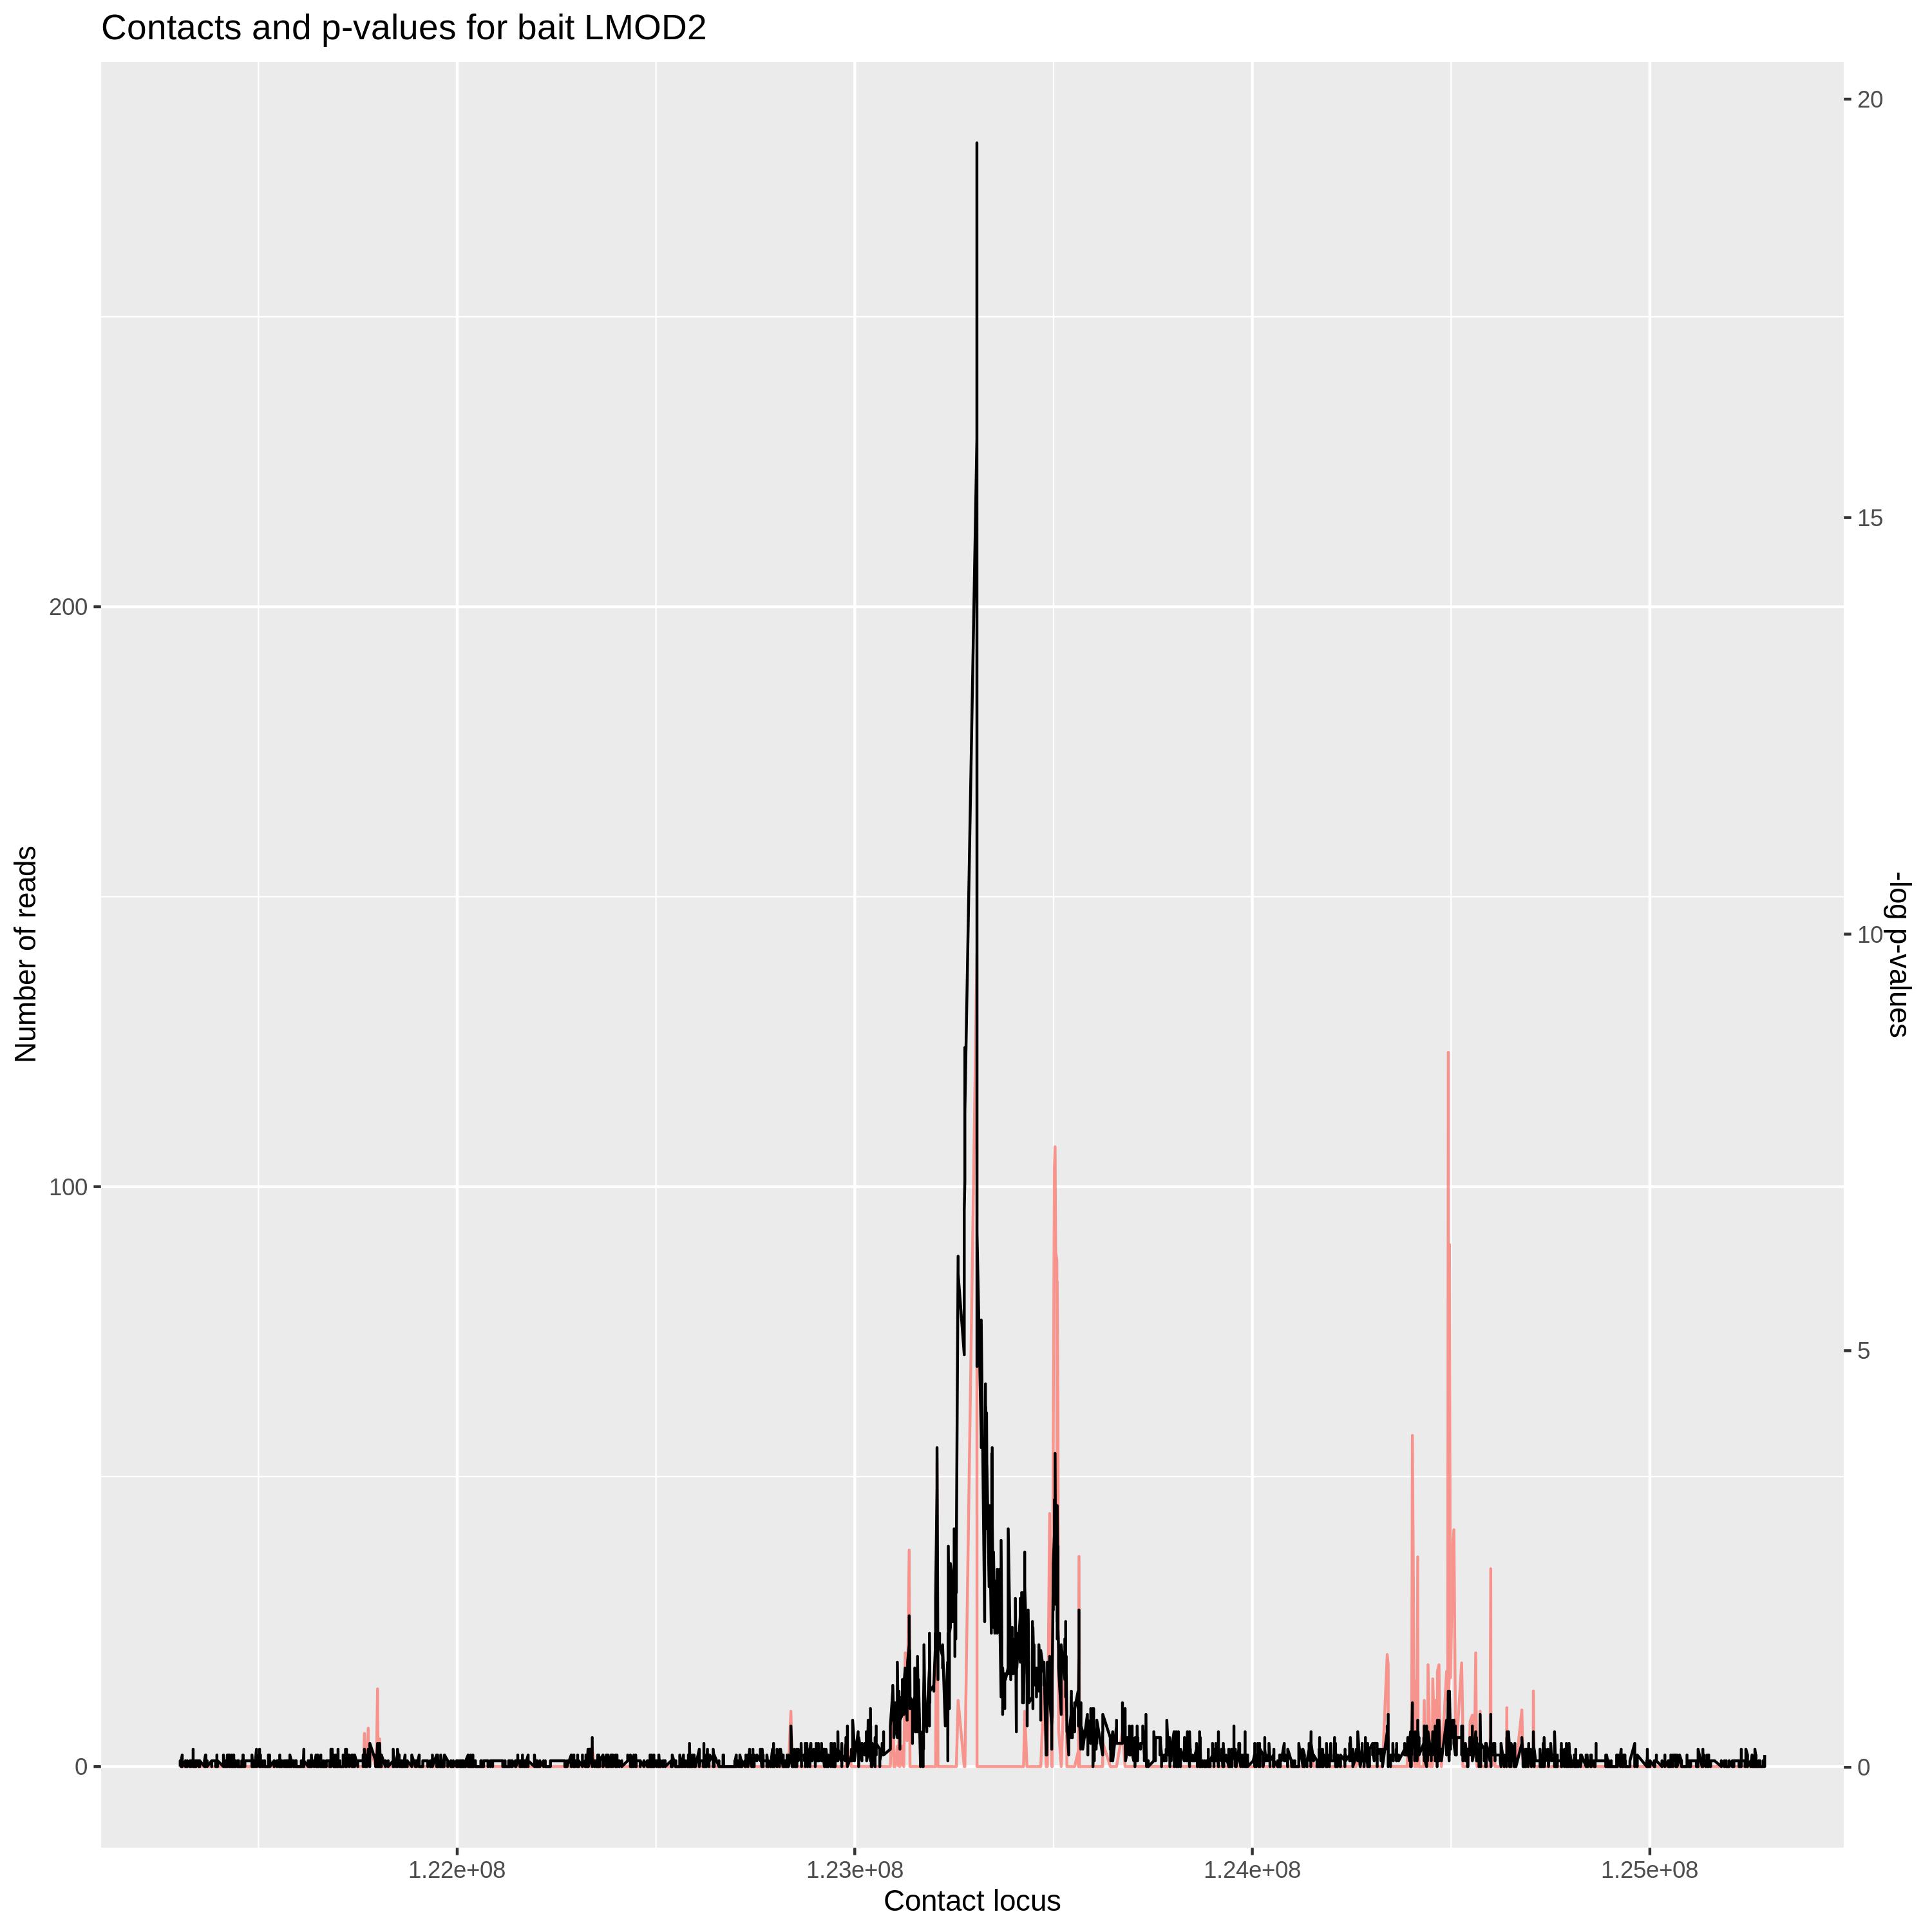 Contacts and p-values for bait LMOD2
20
15
10
5
0
200
100
0
Number of reads
-log p-values
1.22e+08
1.23e+08
1.24e+08
1.25e+08
Contact locus